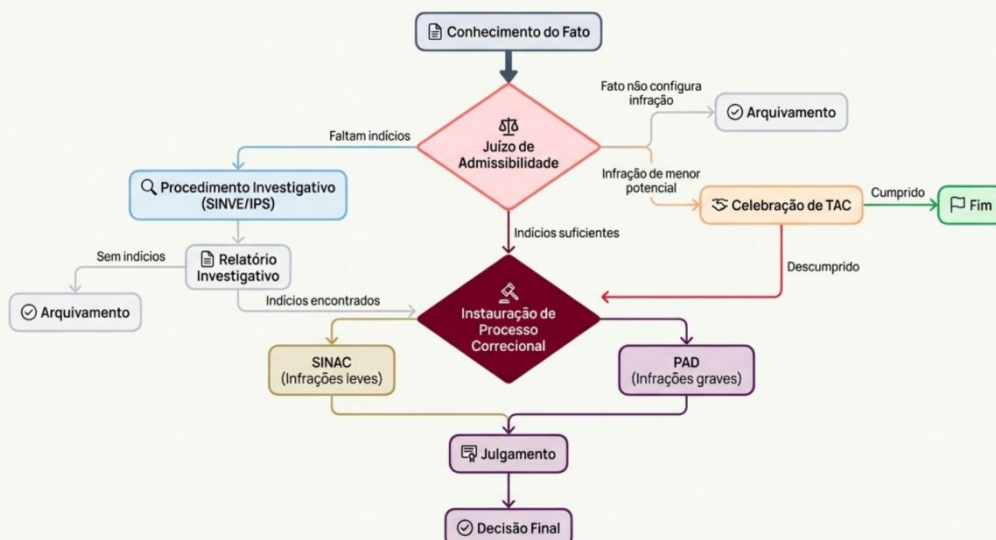 Conhecimento do Fato
Fato não configura
infração
Arquivamento
Juízo de
Admissibilidade
Faltam indícios
Infração de menor
potencial
Procedimento Investigativo
(SINVE/IPS)
Celebração de TAC
Cumprido
Fim
Indícios suficientes
Sem indícios
Relatório
Investigativo
Descumprido
Arquivamento
Indícios encontrados
Instauração de
Processo
Correcional
SINAC
(Infrações leves)
PAD
(Infrações graves)
Julgamento
Decisão Final